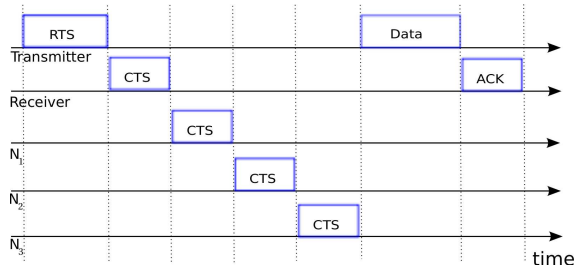 RTS
Data
Transmitter
CTS
ACK
Receiver
CTS
N1
CTS
N2
CTS
N3
time